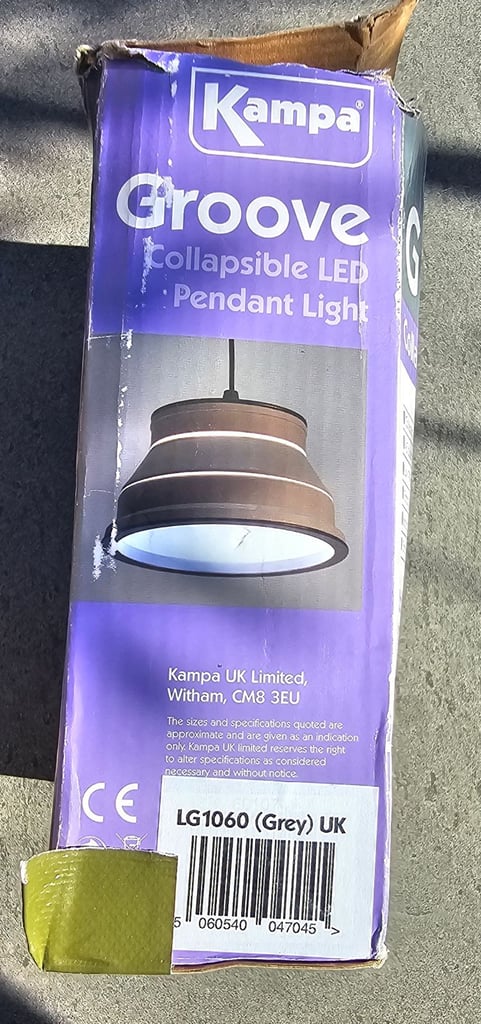 Kampa®
Groove
Collapsible LED
Pendant Light
Kampa UK Limited,
Witham, CM8 3EU
The sizes and specifications quoted are
approximate and are given as an indication
only. Kampa UK limited reserves the right
to alter specifications as considered
necessary and without notice.
CE
LG1060 (Grey) UK
5 060540 047045 >
G